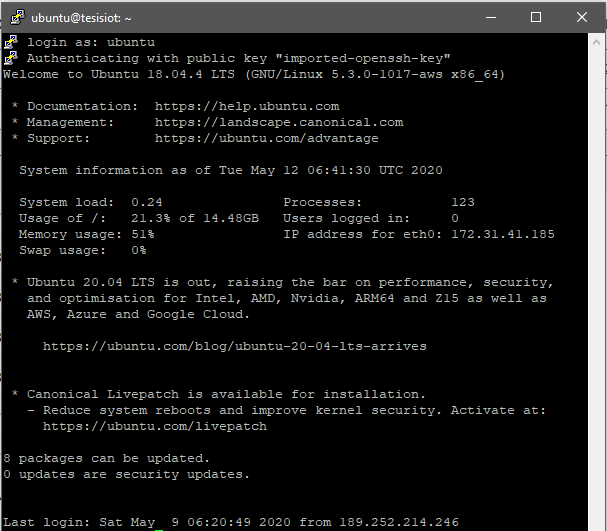 ubuntu@tesisiot: ~
login as: ubuntu
Authenticating with public key "imported-openssh-key"
Welcome to Ubuntu 18.04.4 LTS (GNU/Linux 5.3.0-1017-aws x86_64)
* Documentation:  https://help.ubuntu.com
* Management:     https://landscape.canonical.com
* Support:        https://ubuntu.com/advantage
System information as of Tue May 12 06:41:30 UTC 2020
System load:  0.24               Processes:           123
Usage of /:   21.3% of 14.48GB   Users logged in:     0
Memory usage: 51%                IP address for eth0: 172.31.41.185
Swap usage:   0%
* Ubuntu 20.04 LTS is out, raising the bar on performance, security,
and optimisation for Intel, AMD, Nvidia, ARM64 and Z15 as well as
AWS, Azure and Google Cloud.
https://ubuntu.com/blog/ubuntu-20-04-lts-arrives
* Canonical Livepatch is available for installation.
- Reduce system reboots and improve kernel security. Activate at:
https://ubuntu.com/livepatch
8 packages can be updated.
0 updates are security updates.
Last login: Sat May  9 06:20:49 2020 from 189.252.214.246